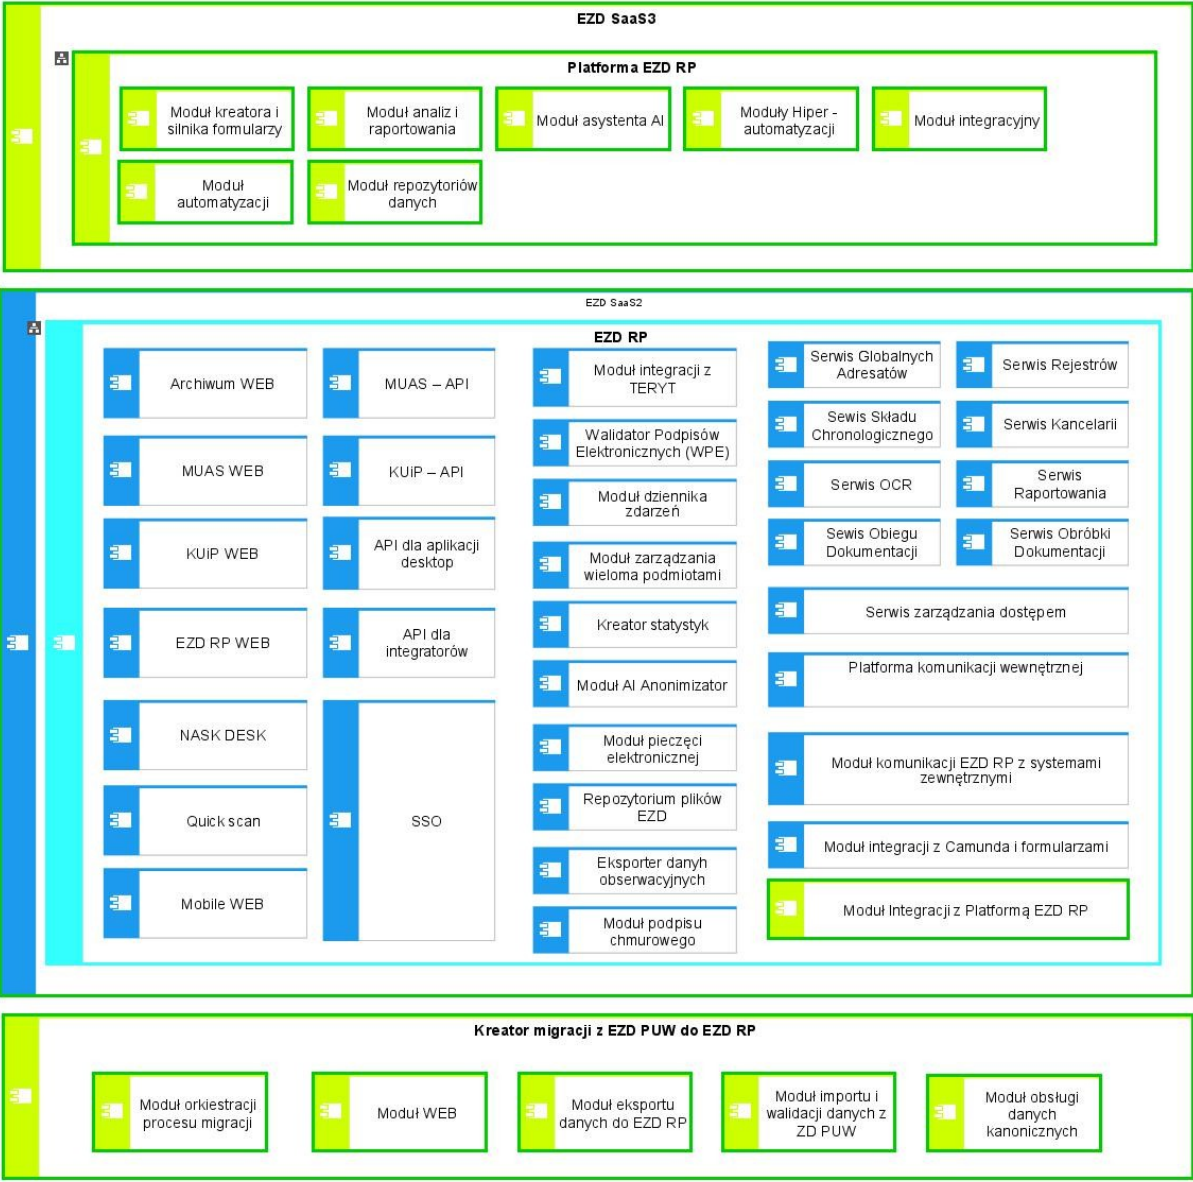 EZD SaaS3
Platforma EZD RP
Moduł kreatora i
silnika formularzy
Moduł analiz i
raportowania
Moduł asystenta AI
Moduły Hiper -
automatyzacji
Moduł integracyjny
Moduł
automatyzacji
Moduł repozytoriów
danych
EZD SaaS2
EZD RP
Archiwum WEB
MUAS WEB
KUiP WEB
EZD RP WEB
NASK DESK
Quick scan
Mobile WEB
MUAS – API
KUiP – API
API dla aplikacji
desktop
API dla
integratorów
SSO
Moduł integracji z
TERYT
Walidator Podpisów
Elektronicznych (WPE)
Moduł dziennika
zdarzeń
Moduł zarządzania
wieloma podmiotami
Kreator statystyk
Moduł AI Anonimizator
Moduł pieczęci
elektronicznej
Repozytorium plików
EZD
Eksporter danyh
obserwacyjnych
Moduł podpisu
chmurowego
Serwis Globalnych
Adresatów
Serwis Rejestrów
Sewis Składu
Chronologicznego
Serwis Kancelarii
Serwis OCR
Serwis
Raportowania
Sewis Obiegu
Dokumentacji
Serwis Obróbki
Dokumentacji
Serwis zarządzania dostępem
Platforma komunikacji wewnętrznej
Moduł komunikacji EZD RP z systemami
zewnętrznymi
Moduł integracji z Camunda i formularzami
Moduł Integracji z Platformą EZD RP
Kreator migracji z EZD PUW do EZD RP
Moduł orkiestracji
procesu migracji
Moduł WEB
Moduł eksportu
danych do EZD RP
Moduł importu i
walidacji danych z
ZD PUW
Moduł obsługi
danych
kanonicznych